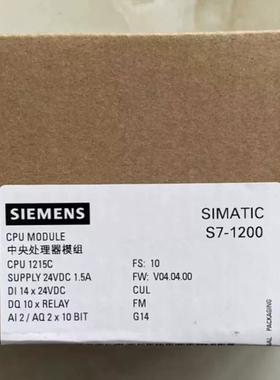 SIEMENS
SIMATIC
S7-1200
CPU MODULE
中央处理器模组
CPU 1215C FS: 10
SUPPLY 24VDC 1.5A FW: V04.04.00
DI 14 x 24VDC CUL
DQ 10 x RELAY FM
AI 2 / AQ 2 x 10 BIT G14
PACKAGING